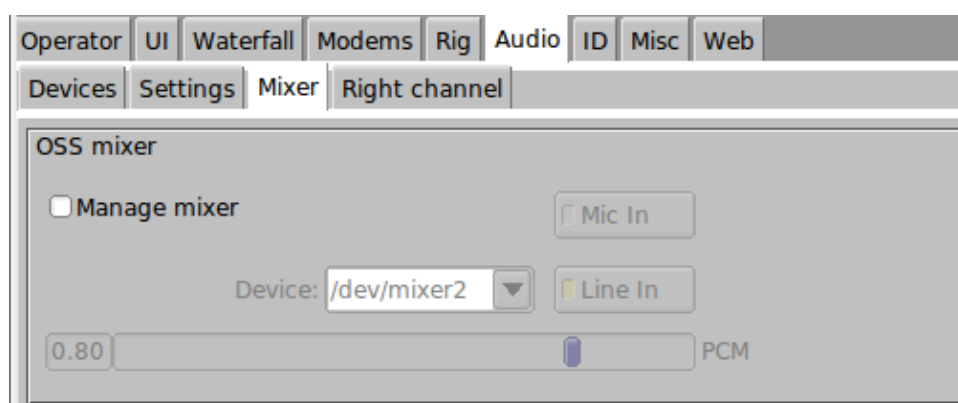 Operator UI Waterfall Modems Rig Audio ID Misc Web
Devices Settings Mixer Right channel
OSS mixer
Manage mixer Mic In
Device: /dev/mixer2 Line In
0.80 PCM